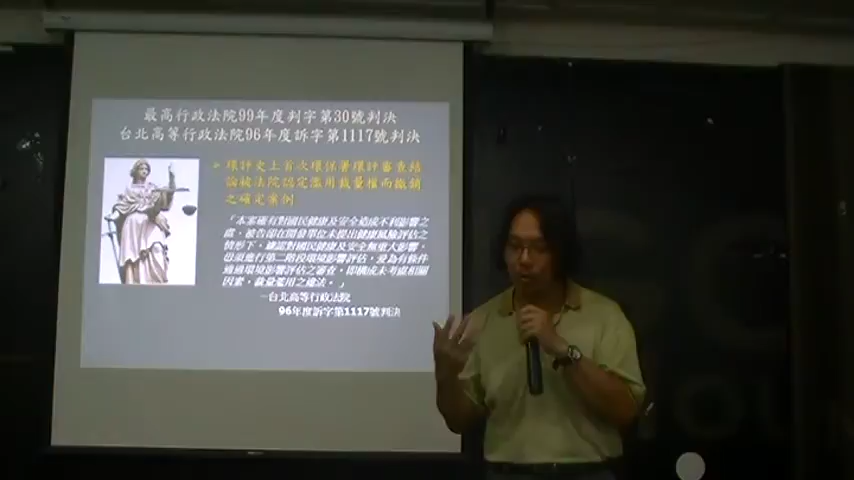 最高行政法院99年度判字第30號判決
台北高等行政法院96年度訴字第1117號判決
環評史上首次環保署環評審查結
論被法院認定濫用裁量權而撤銷
之確定案例
「本案確有對國民健康及安全造成不利影響之
虞，被告卻在開發單位未提出健康風險評估之
情形下，遽認對國民健康及安全無重大影響，
毋須進行第二階段環境影響評估，爰為有條件
通過環境影響評估之審查，即構成未考慮相關
因素，裁量濫用之違法。」
—台北高等行政法院
96年度訴字第1117號判決